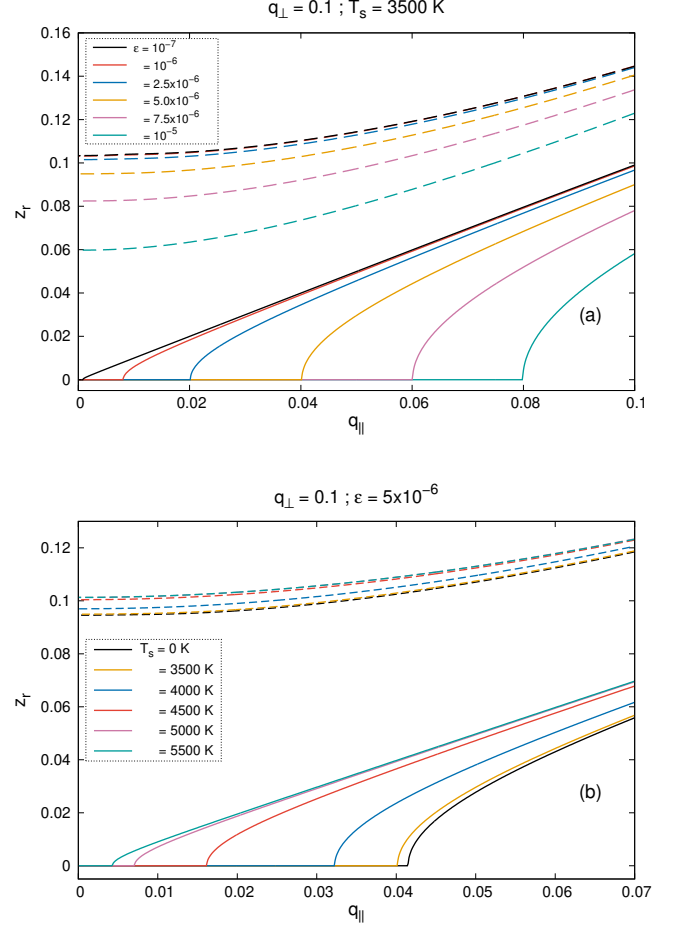 q⊥ = 0.1 ; Ts = 3500 K
ε = 10⁻⁷
= 10⁻⁶
= 2.5x10⁻⁶
= 5.0x10⁻⁶
= 7.5x10⁻⁶
= 10⁻⁵
0.16
0.14
0.12
0.1
0.08
0.06
0.04
0.02
0
zr
(a)
0 0.02 0.04 0.06 0.08 0.1
q||
q⊥ = 0.1 ; ε = 5x10⁻⁶
0.12
0.1
0.08
0.06
0.04
0.02
0
zr
Ts = 0 K
= 3500 K
= 4000 K
= 4500 K
= 5000 K
= 5500 K
(b)
0 0.01 0.02 0.03 0.04 0.05 0.06 0.07
q||